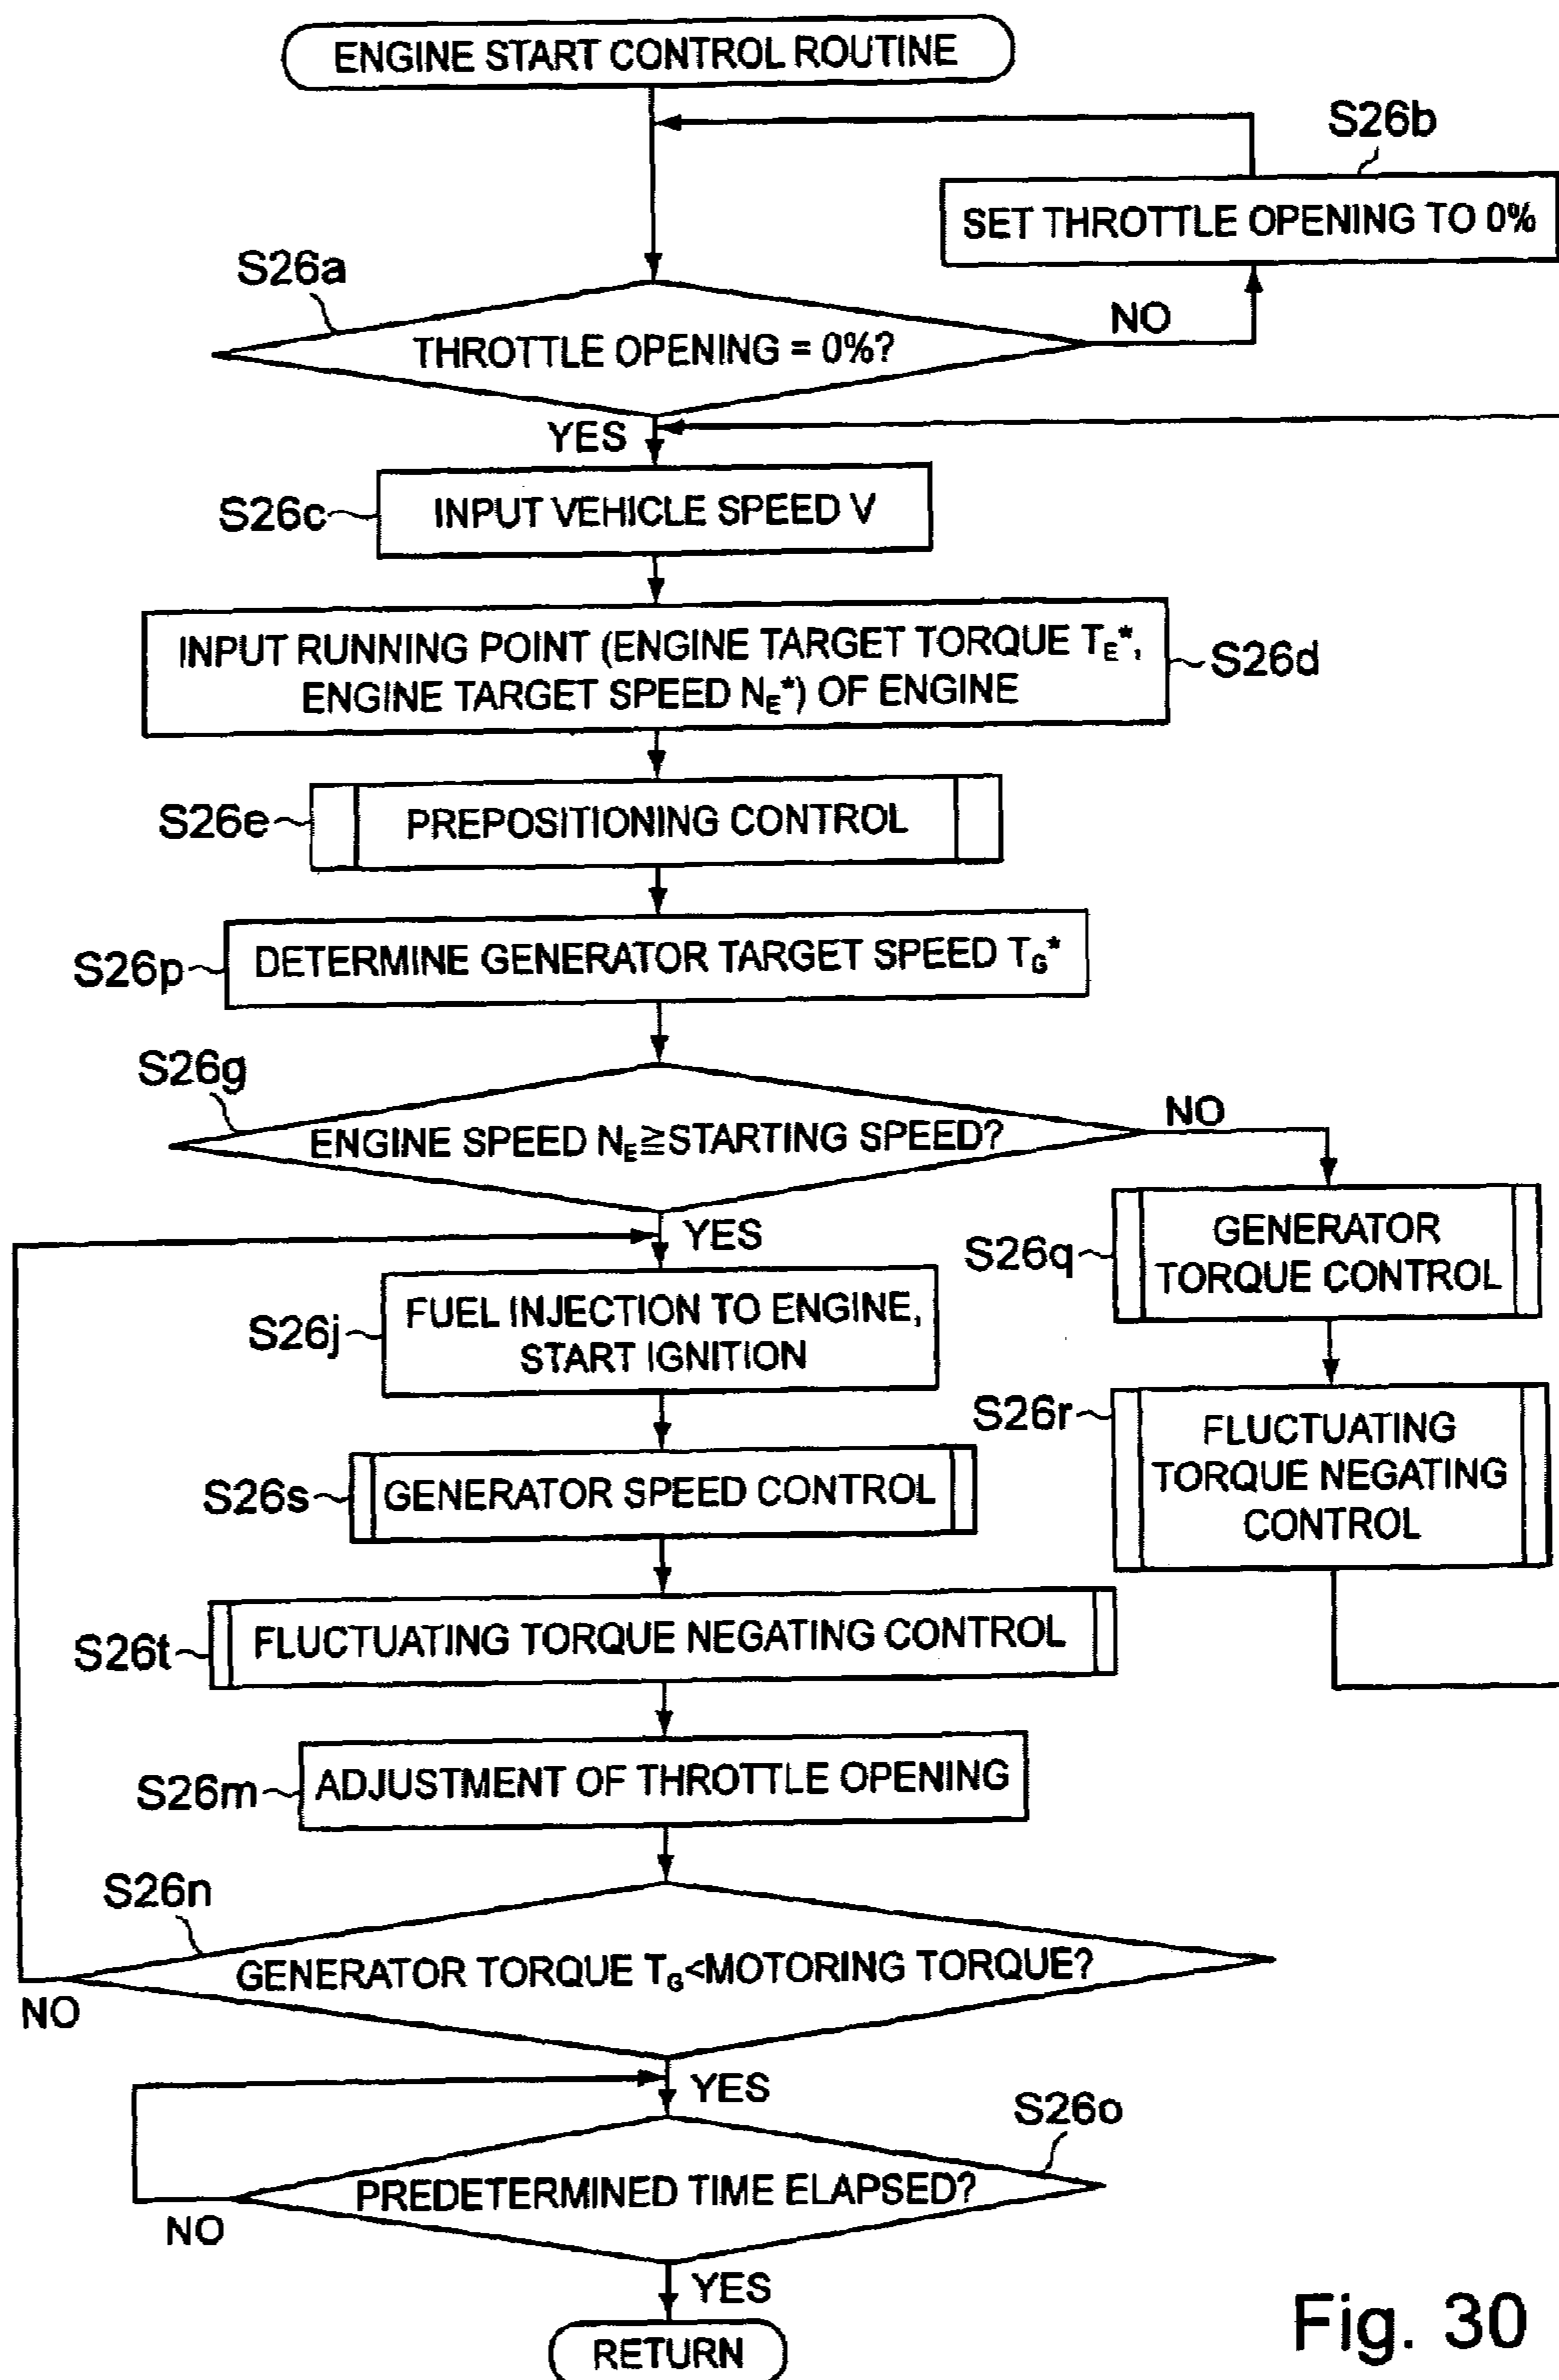 ENGINE START CONTROL ROUTINE
S26b
SET THROTTLE OPENING TO 0%
S26a
THROTTLE OPENING = 0%?
NO
YES
S26c
INPUT VEHICLE SPEED V
INPUT RUNNING POINT (ENGINE TARGET TORQUE TE*,
ENGINE TARGET SPEED NE*) OF ENGINE
S26d
S26e
PREPOSITIONING CONTROL
S26p
DETERMINE GENERATOR TARGET SPEED TG*
S26g
ENGINE SPEED NE≧STARTING SPEED?
NO
YES
S26q
GENERATOR
TORQUE CONTROL
S26j
FUEL INJECTION TO ENGINE,
START IGNITION
S26r
FLUCTUATING
TORQUE NEGATING
CONTROL
S26s
GENERATOR SPEED CONTROL
S26t
FLUCTUATING TORQUE NEGATING CONTROL
S26m
ADJUSTMENT OF THROTTLE OPENING
S26n
GENERATOR TORQUE TG<MOTORING TORQUE?
NO
YES
S26o
PREDETERMINED TIME ELAPSED?
NO
YES
RETURN
Fig. 30